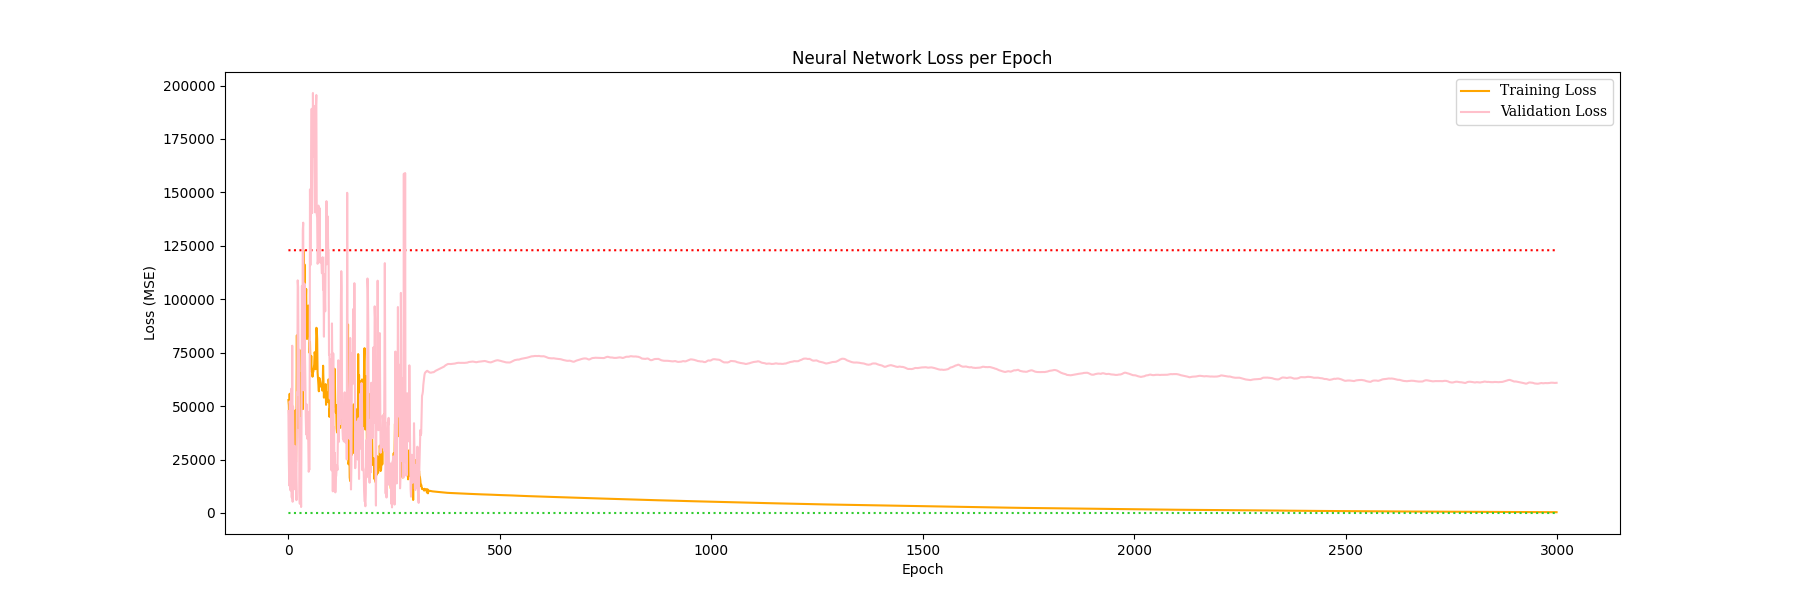 Neural Network Loss per Epoch
Training Loss
Validation Loss
200000
175000
150000
125000
100000
75000
50000
25000
0
Loss (MSE)
0 500 1000 1500 2000 2500 3000
Epoch